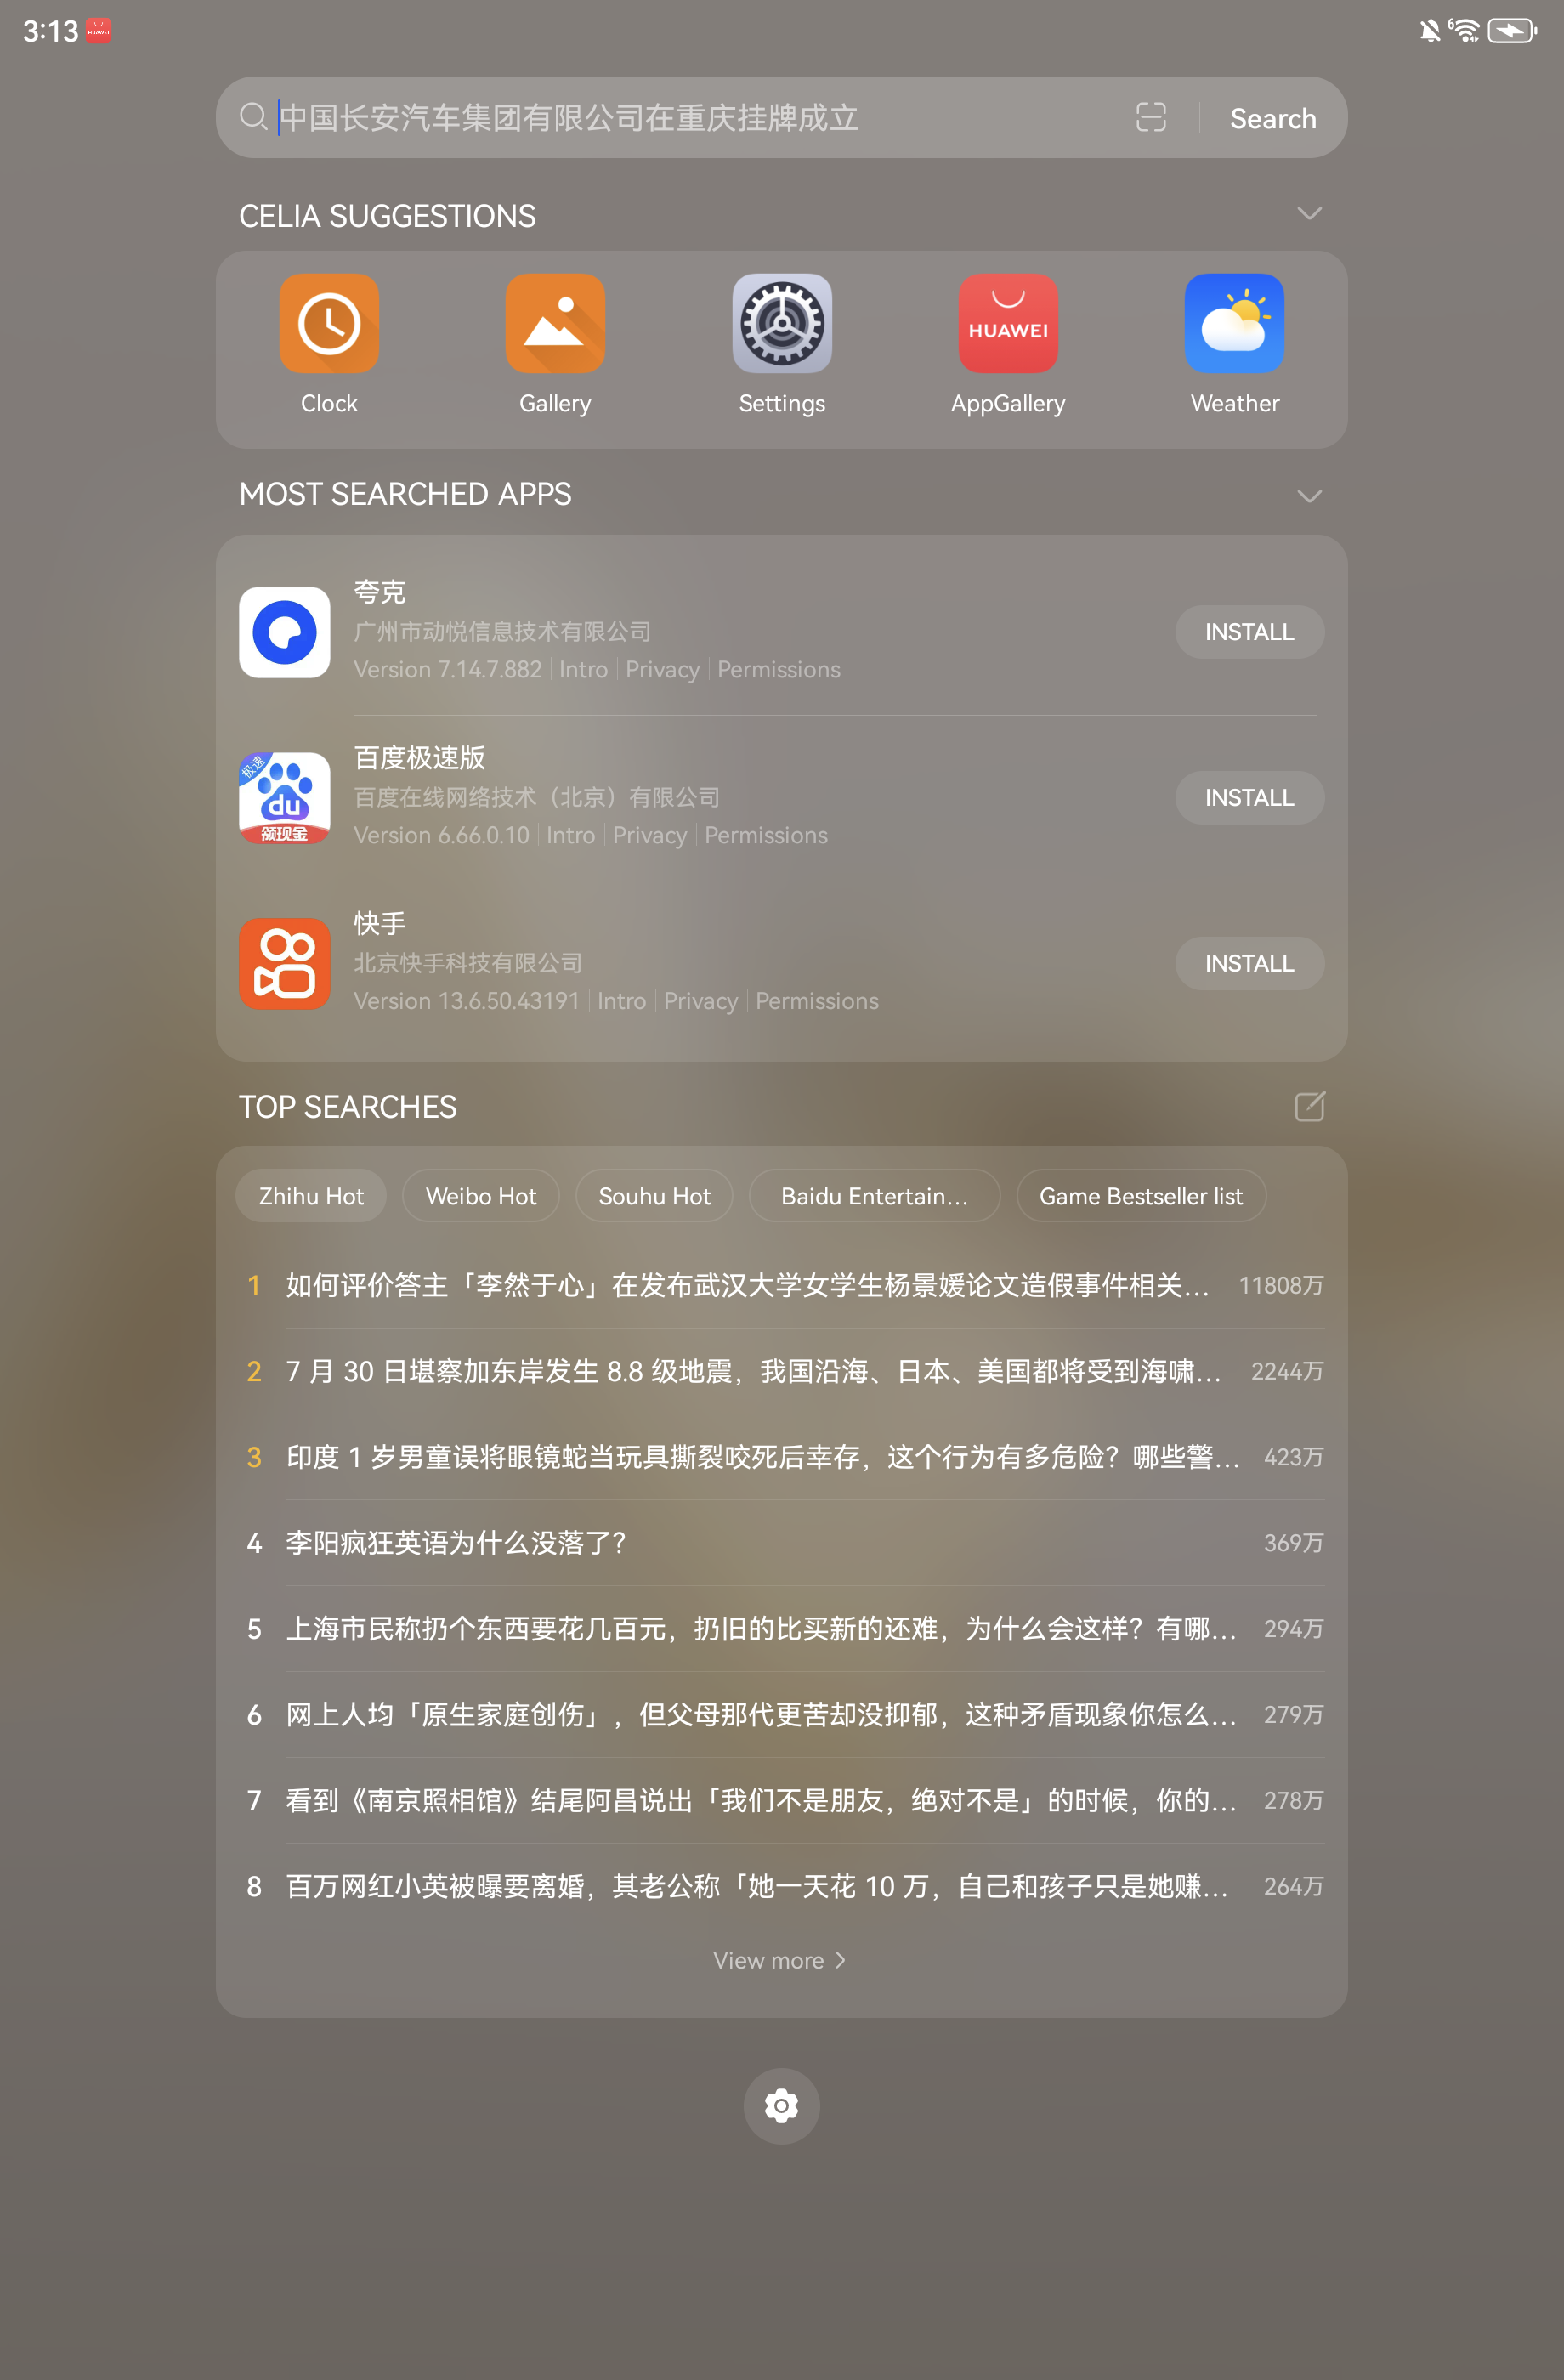 3:13
HUAWEI
6
中国长安汽车集团有限公司在重庆挂牌成立
Search
CELIA SUGGESTIONS
HUAWEI
Clock
Gallery
Settings
AppGallery
Weather
MOST SEARCHED APPS
夸克
广州市动悦信息技术有限公司
Version 7.14.7.882 | Intro | Privacy | Permissions
INSTALL
百度极速版
极速
du
领现金
百度在线网络技术（北京）有限公司
Version 6.66.0.10 | Intro | Privacy | Permissions
INSTALL
快手
北京快手科技有限公司
Version 13.6.50.43191 | Intro | Privacy | Permissions
INSTALL
TOP SEARCHES
Zhihu Hot
Weibo Hot
Souhu Hot
Baidu Entertain...
Game Bestseller list
1 如何评价答主「李然于心」在发布武汉大学女学生杨景媛论文造假事件相关... 11808万
2 7 月 30 日堪察加东岸发生 8.8 级地震，我国沿海、日本、美国都将受到海啸... 2244万
3 印度 1 岁男童误将眼镜蛇当玩具撕裂咬死后幸存，这个行为有多危险？哪些警... 423万
4 李阳疯狂英语为什么没落了？ 369万
5 上海市民称扔个东西要花几百元，扔旧的比买新的还难，为什么会这样？有哪... 294万
6 网上人均「原生家庭创伤」，但父母那代更苦却没抑郁，这种矛盾现象你怎么... 279万
7 看到《南京照相馆》结尾阿昌说出「我们不是朋友，绝对不是」的时候，你的... 278万
8 百万网红小英被曝要离婚，其老公称「她一天花 10 万，自己和孩子只是她赚... 264万
View more